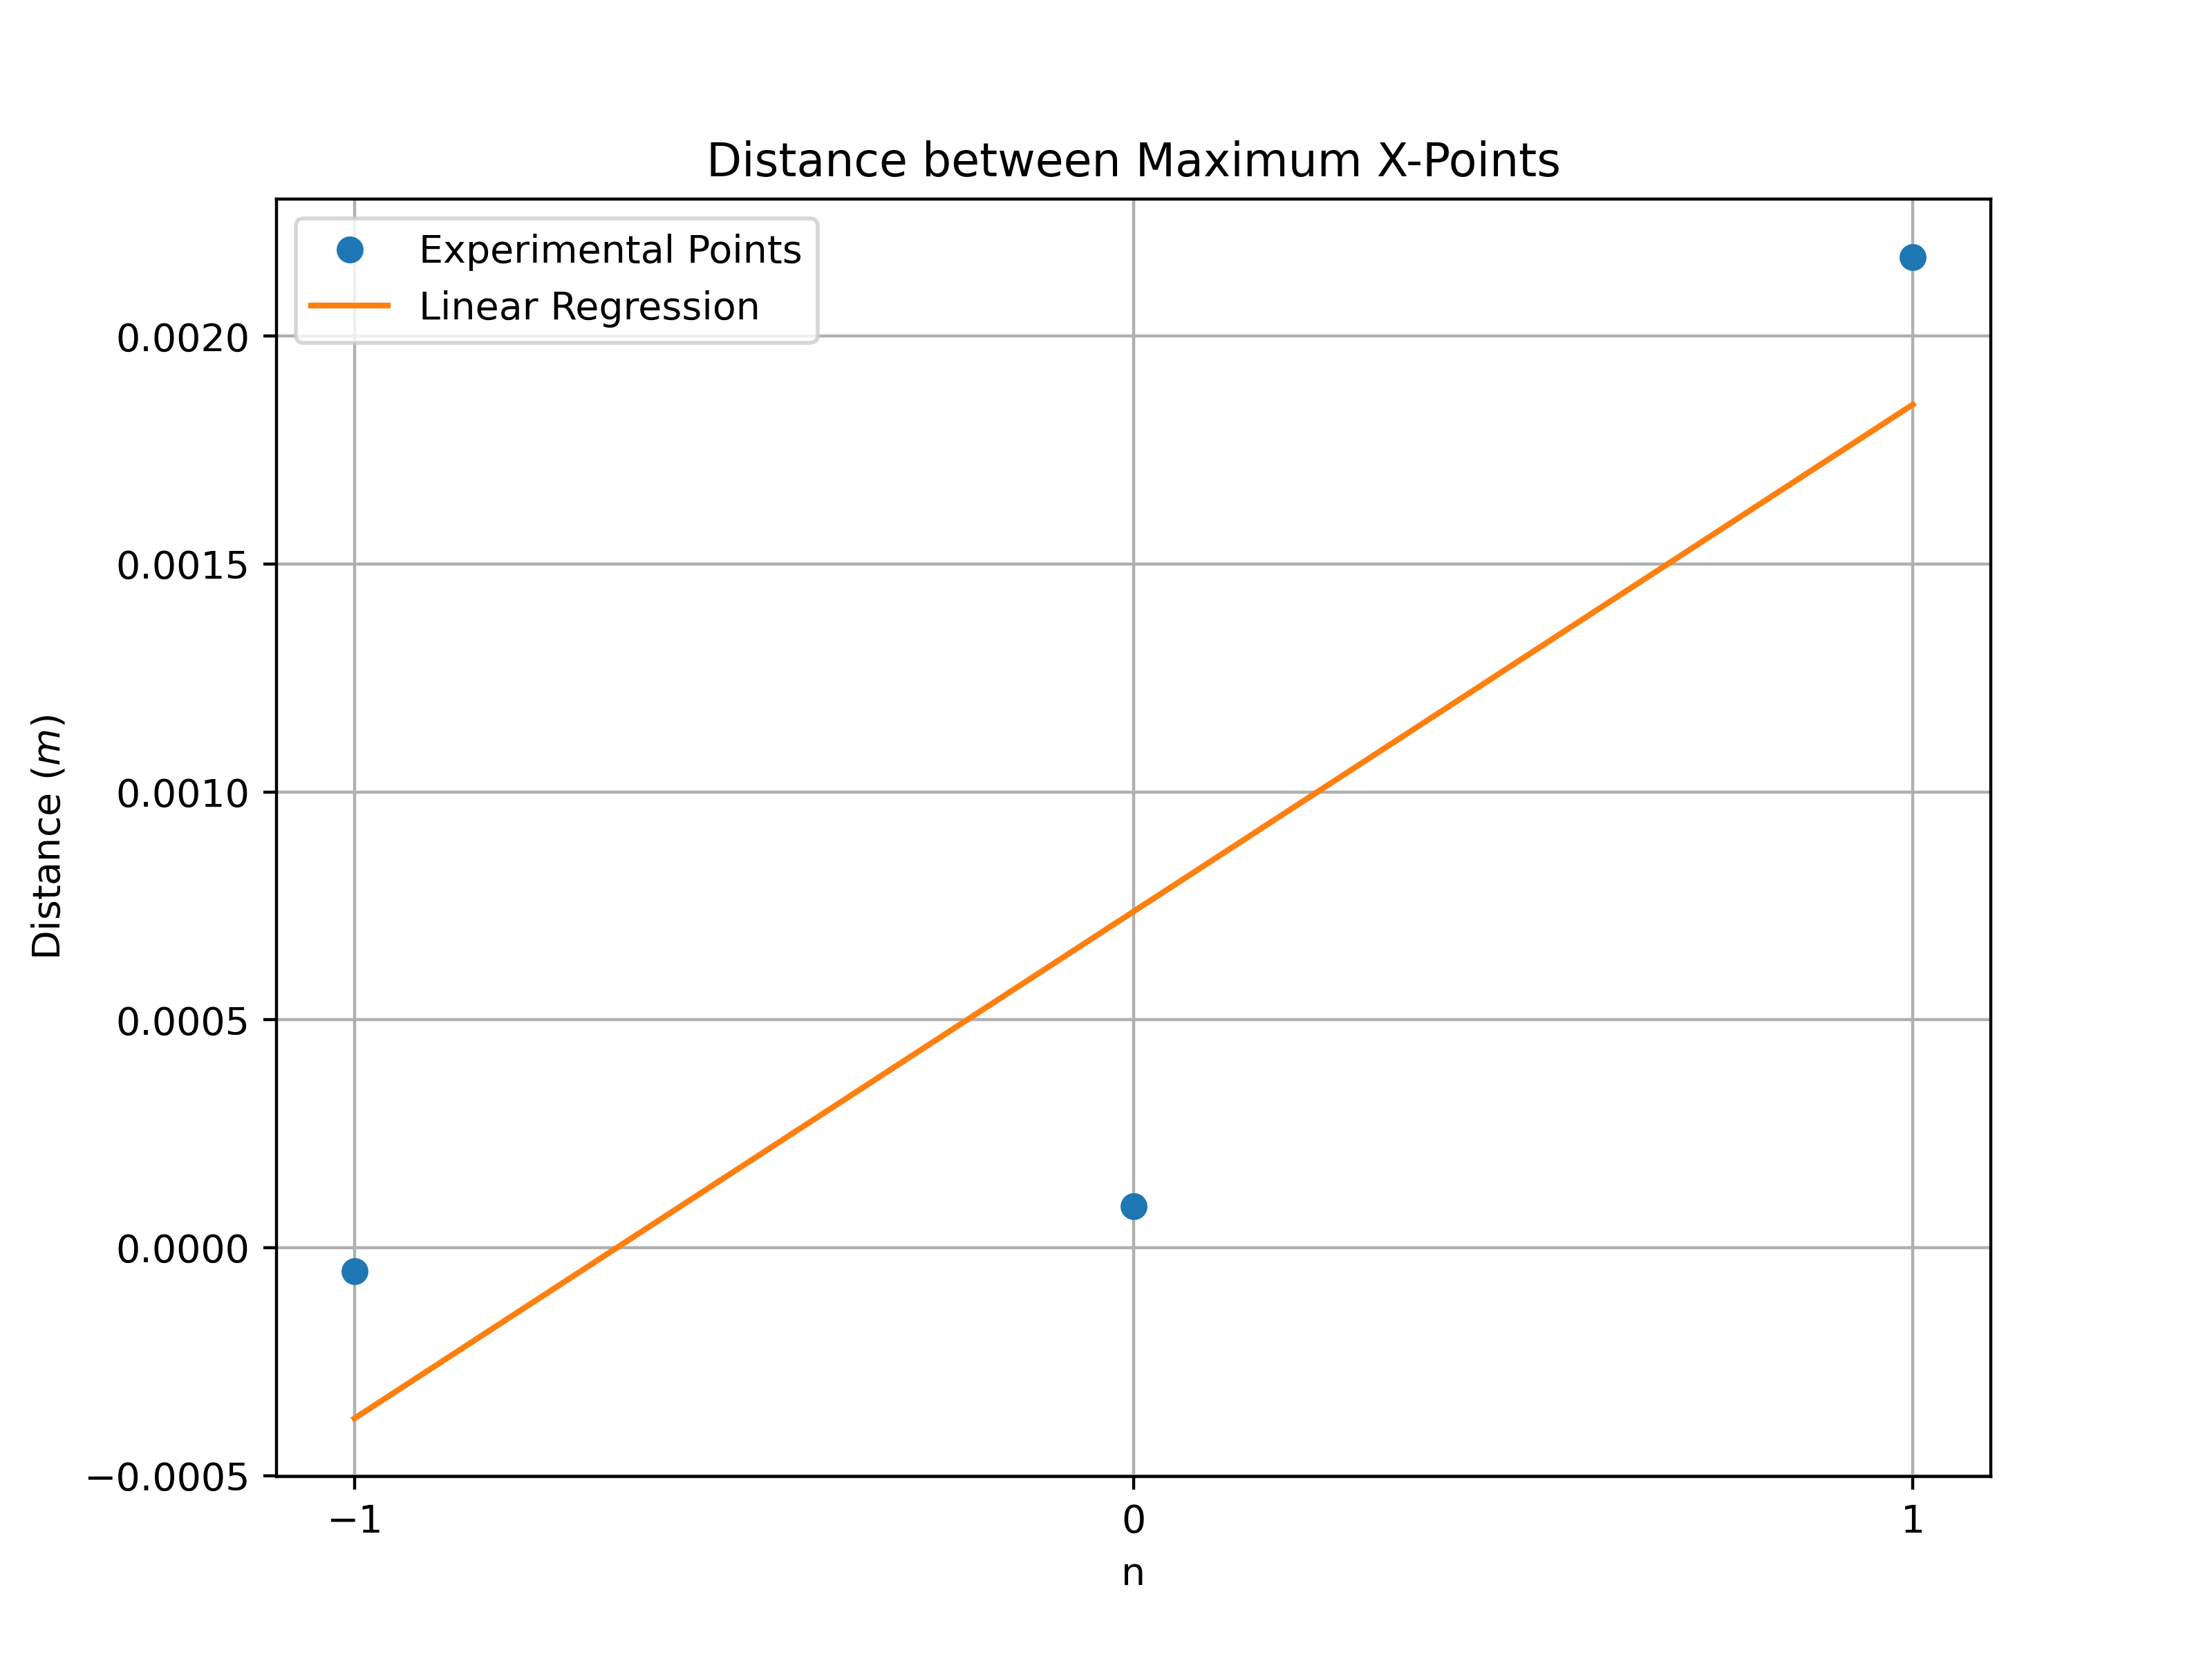 Distance between Maximum X-Points
Experimental Points
Linear Regression
0.0020
0.0015
0.0010
0.0005
0.0000
−0.0005
Distance (m)
−1 0 1
n